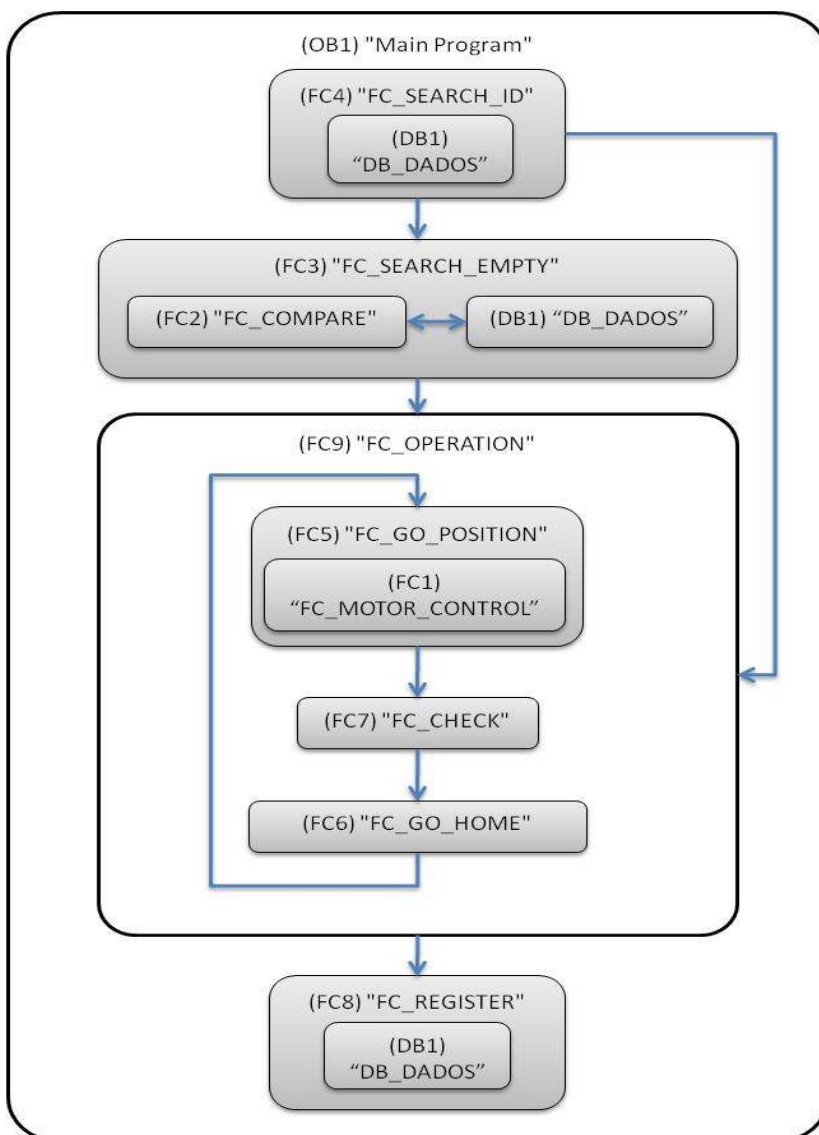 (OB1) "Main Program"
(FC4) "FC_SEARCH_ID"
(DB1)
“DB_DADOS”
(FC3) "FC_SEARCH_EMPTY"
(FC2) "FC_COMPARE"
(DB1) “DB_DADOS”
(FC9) "FC_OPERATION"
(FC5) "FC_GO_POSITION"
(FC1)
“FC_MOTOR_CONTROL”
(FC7) "FC_CHECK"
(FC6) "FC_GO_HOME"
(FC8) "FC_REGISTER"
(DB1)
“DB_DADOS”